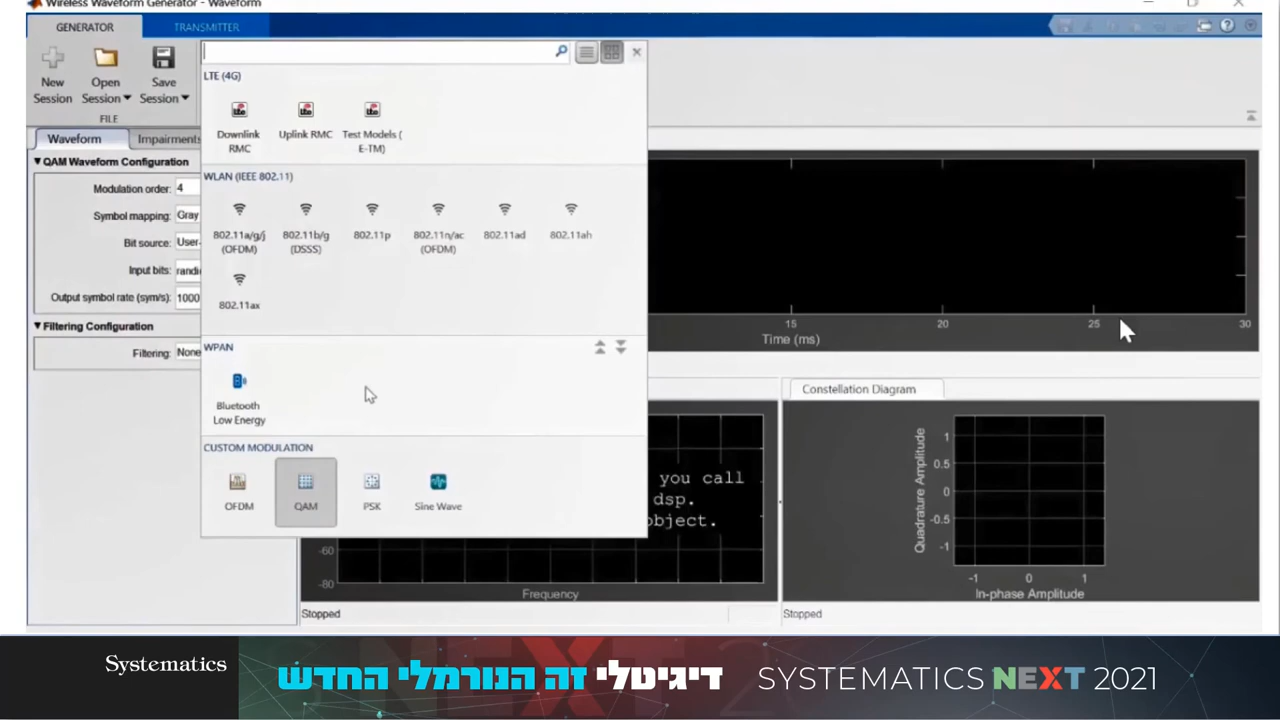 Wireless Waveform Generator - Waveform
GENERATOR
TRANSMITTER
New
Session
Open
Session
Save
Session
FILE
LTE (4G)
Downlink
RMC
Uplink RMC
Test Models (
E-TM)
WLAN (IEEE 802.11)
802.11a/g/j
(OFDM)
802.11b/g
(DSSS)
802.11p
802.11n/ac
(OFDM)
802.11ad
802.11ah
802.11ax
WPAN
Bluetooth
Low Energy
CUSTOM MODULATION
OFDM
QAM
PSK
Sine Wave
Waveform
Impairments
QAM Waveform Configuration
Modulation order: 4
Symbol mapping: Gray
Bit source: User-
Input bits: randi
Output symbol rate (sym/s): 1000
Filtering Configuration
Filtering: None
15
20
25
30
Time (ms)
you call
dsp.
object.
-60
-80
Frequency
Stopped
Constellation Diagram
Quadrature Amplitude
1
0.5
0
-0.5
-1
-1
0
1
In-phase Amplitude
Stopped
Systematics
דיגיטלי זה הנורמלי החדש
SYSTEMATICS NEXT 2021